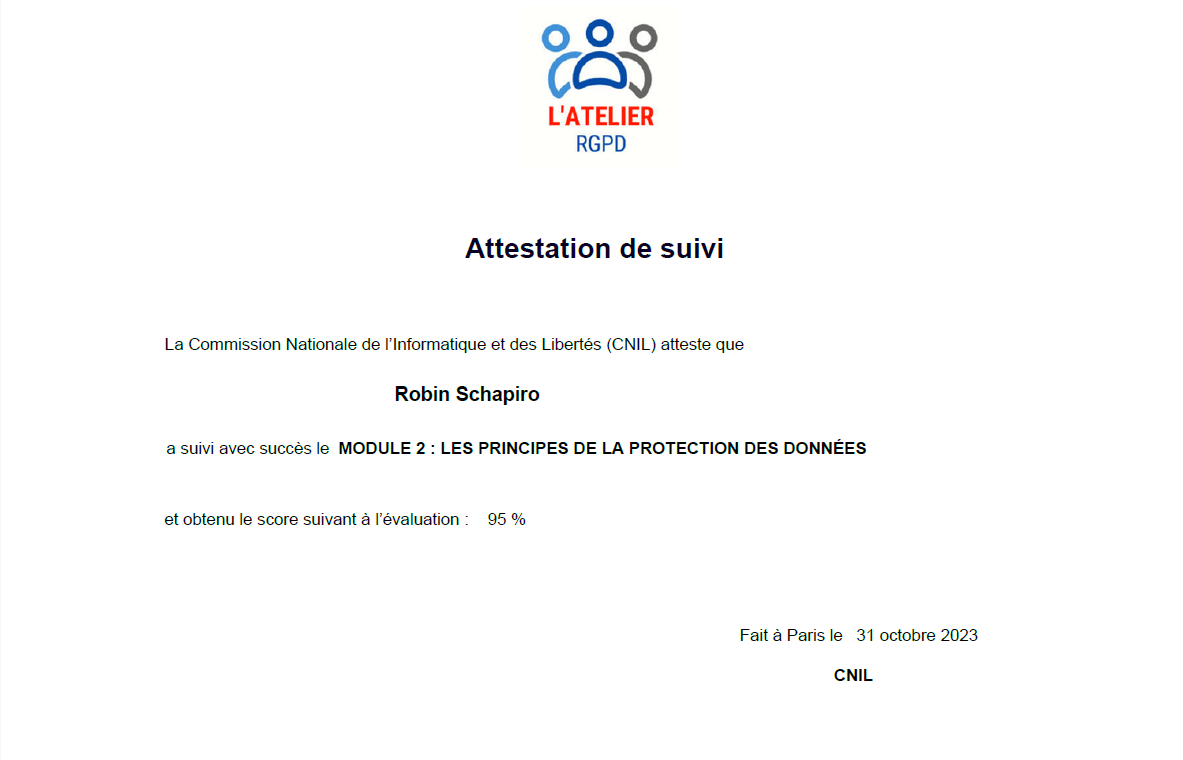 L'ATELIER
RGPD
Attestation de suivi
La Commission Nationale de l’Informatique et des Libertés (CNIL) atteste que
Robin Schapiro
a suivi avec succès le MODULE 2 : LES PRINCIPES DE LA PROTECTION DES DONNÉES
et obtenu le score suivant à l’évaluation : 95 %
Fait à Paris le 31 octobre 2023
CNIL